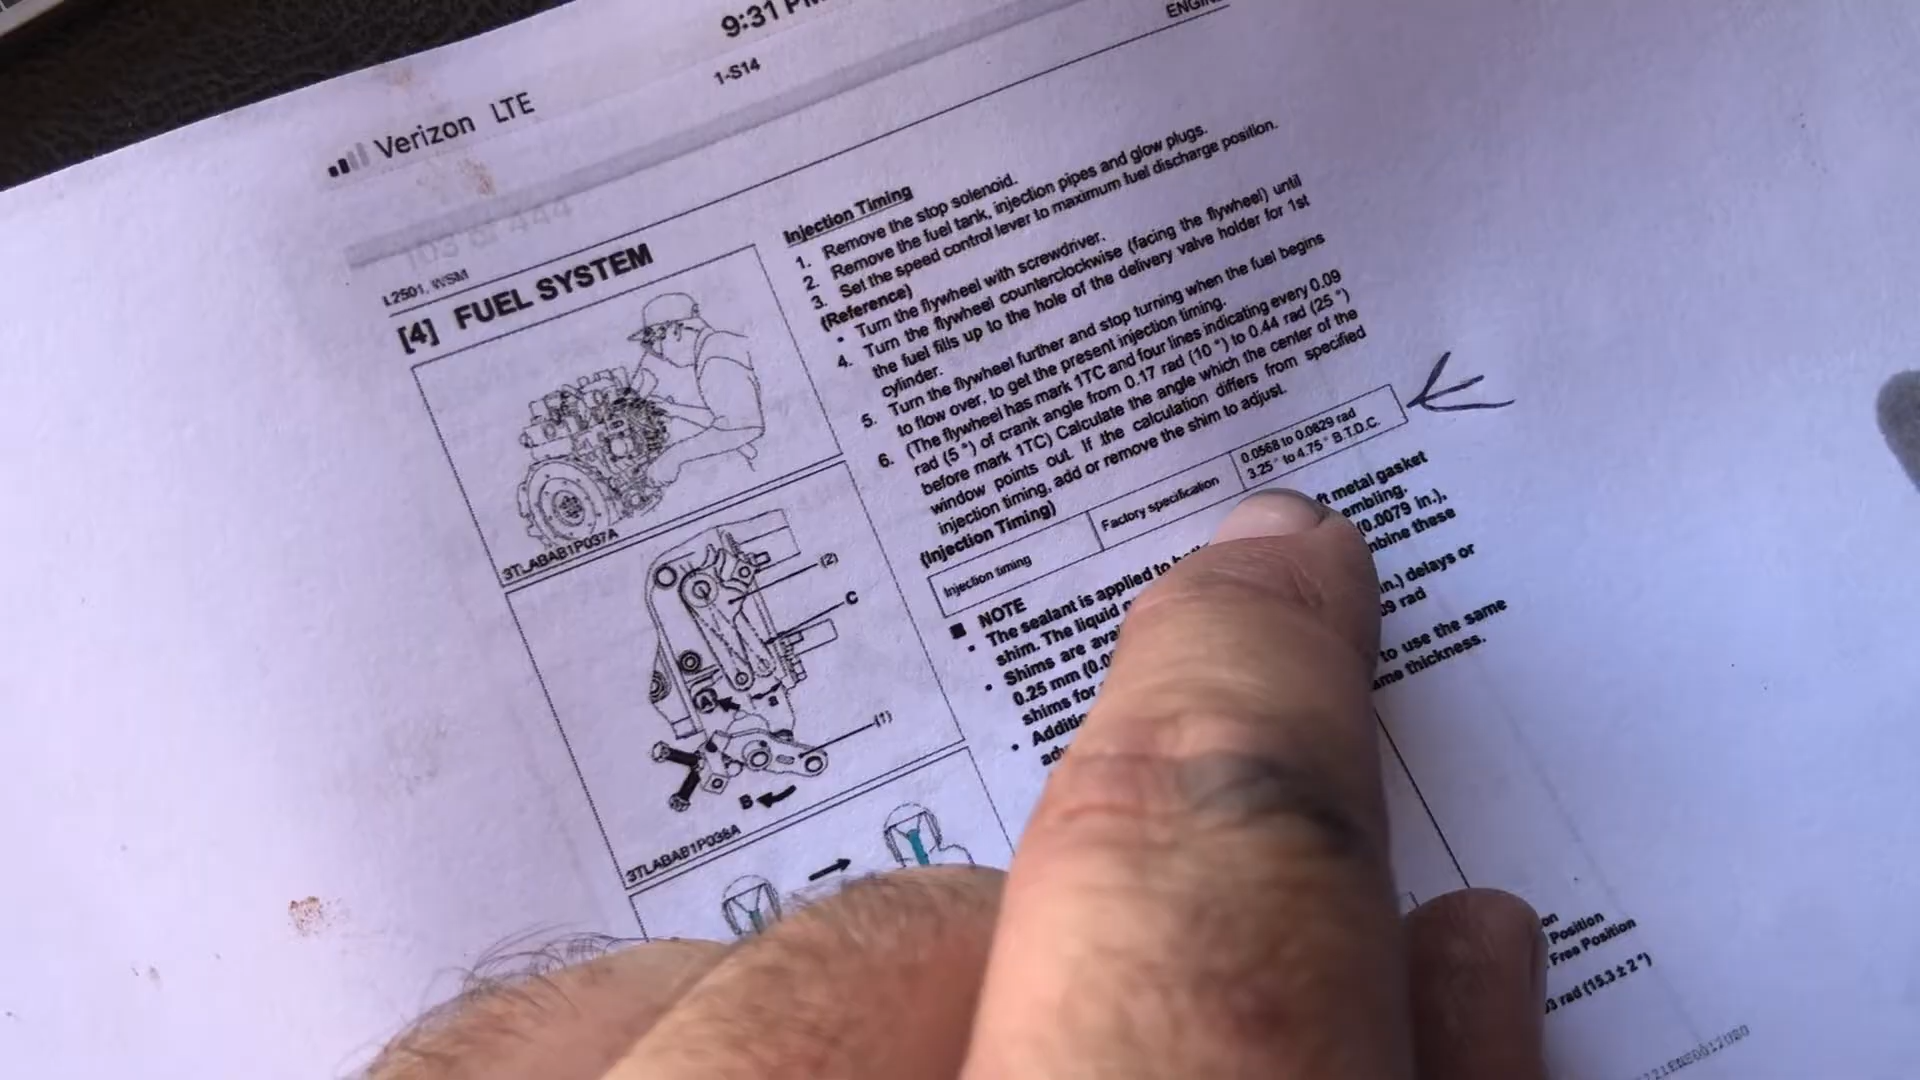 9:31 PM
Verizon LTE
1-S14
ENGINE
103 of 444
L2501, WSM
[4] FUEL SYSTEM
Injection Timing
1. Remove the stop solenoid.
2. Remove the fuel tank, injection pipes and glow plugs.
3. Set the speed control lever to maximum fuel discharge position.
(Reference)
• Turn the flywheel with screwdriver.
4. Turn the flywheel counterclockwise (facing the flywheel) until
the fuel fills up to the hole of the delivery valve holder for 1st
cylinder.
5. Turn the flywheel further and stop turning when the fuel begins
to flow over, to get the present injection timing.
6. (The flywheel has mark 1TC and four lines indicating every 0.09
rad (5 °) of crank angle from 0.17 rad (10 °) to 0.44 rad (25 °)
before mark 1TC) Calculate the angle which the center of the
window points out. If the calculation differs from specified
injection timing, add or remove the shim to adjust.
(Injection Timing)
Injection timing
Factory specification
0.0568 to 0.0829 rad
3.25 ° to 4.75 ° B.T.D.C.
■ NOTE
• The sealant is applied to
metal gasket
shim. The liquid
• Shims are
(0.0079 in.),
0.25 mm
these
shims for
•
in.) delays or
rad
to use the same
thickness.
3TLABAB1P037A
(2)
C
A
a
(1)
B
3TLABAB1P038A
Position
Free Position
rad (15.3 ± 2 °)